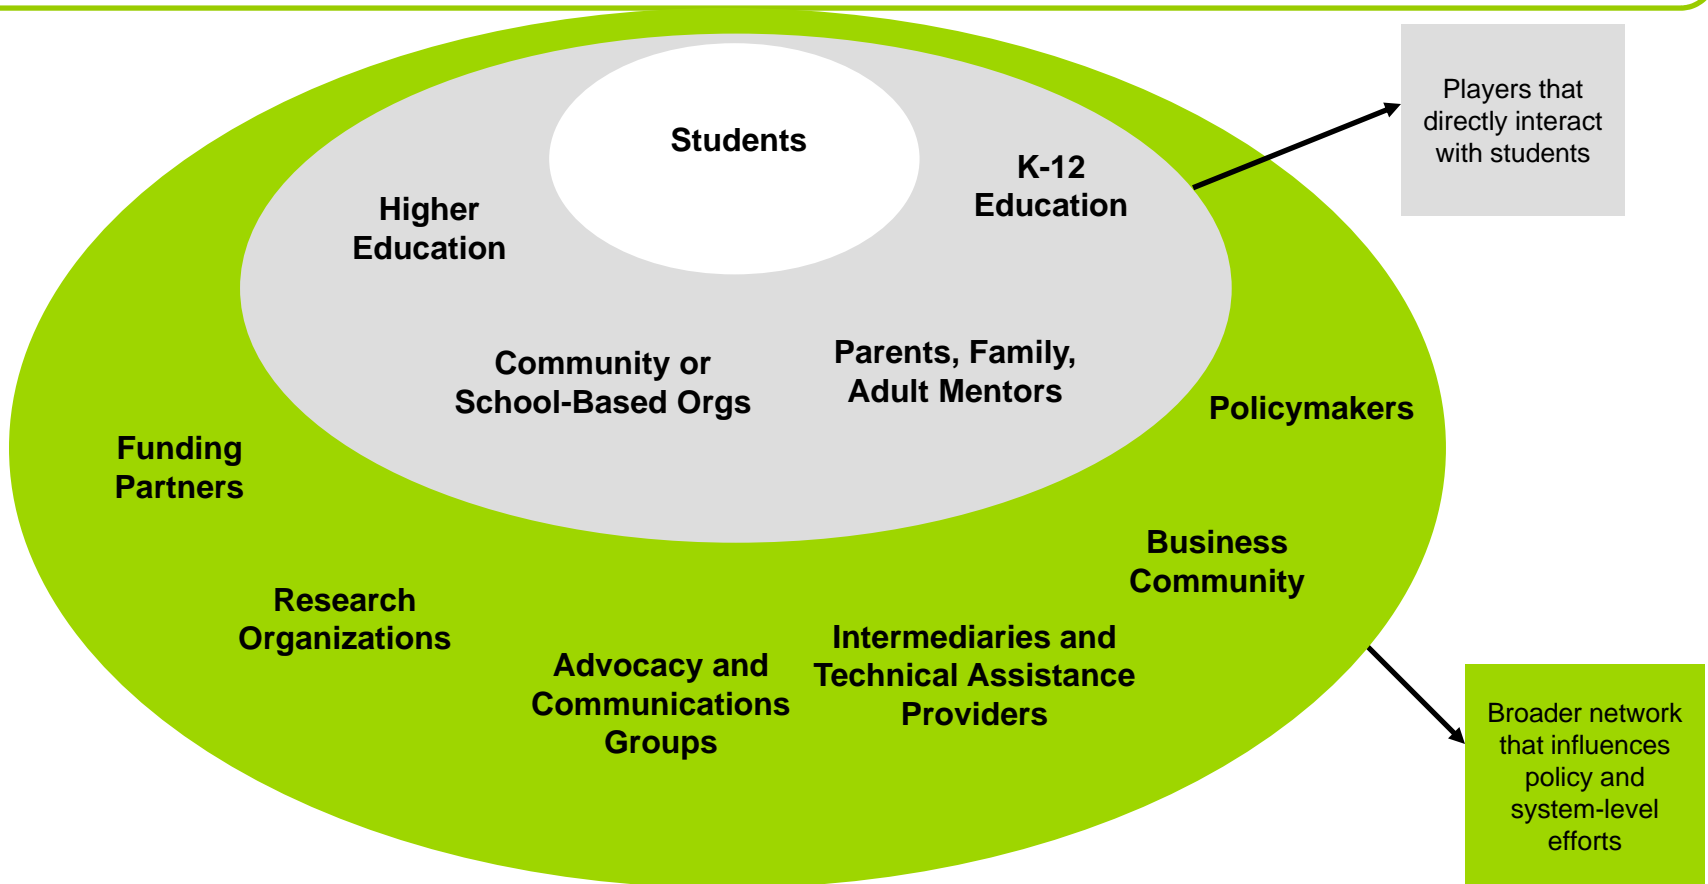 Students
Higher
Education
K-12
Education
Community or
School-Based Orgs
Parents, Family,
Adult Mentors
Funding
Partners
Research
Organizations
Advocacy and
Communications
Groups
Intermediaries and
Technical Assistance
Providers
Business
Community
Policymakers
Players that
directly interact
with students
Broader network
that influences
policy and
system-level
efforts